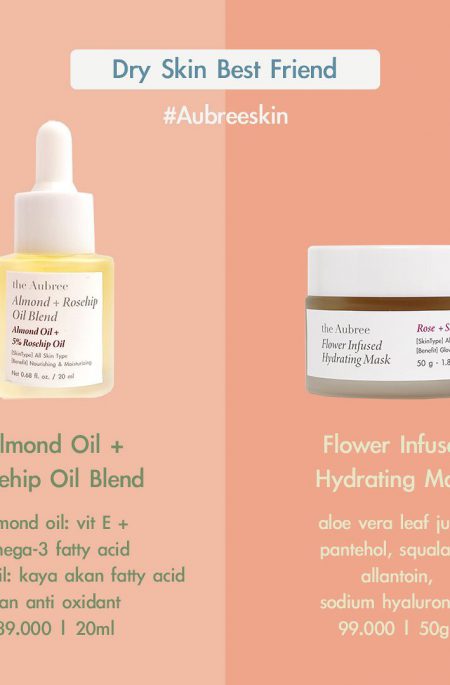 Dry Skin Best Friend
#Aubreeskin
the Aubree
Almond + Rosehip
Oil Blend
Almond Oil +
5% Rosehip Oil
[SkinType] All Skin Type
[Benefit] Nourishing & Moisturizing
Net 0.68 fl. oz. / 20 ml
lmond Oil +
ehip Oil Blend
mond oil: vit E +
mega-3 fatty acid
il: kaya akan fatty acid
an anti oxidant
39.000 | 20ml
the Aubree
Flower Infused
Hydrating Mask
Rose + S
[SkinType] Al
[Benefit] Glow
50 g - 1.8
Flower Infuse
Hydrating Ma
aloe vera leaf ju
pantehol, squala
allantoin,
sodium hyaluron
99.000 | 50g